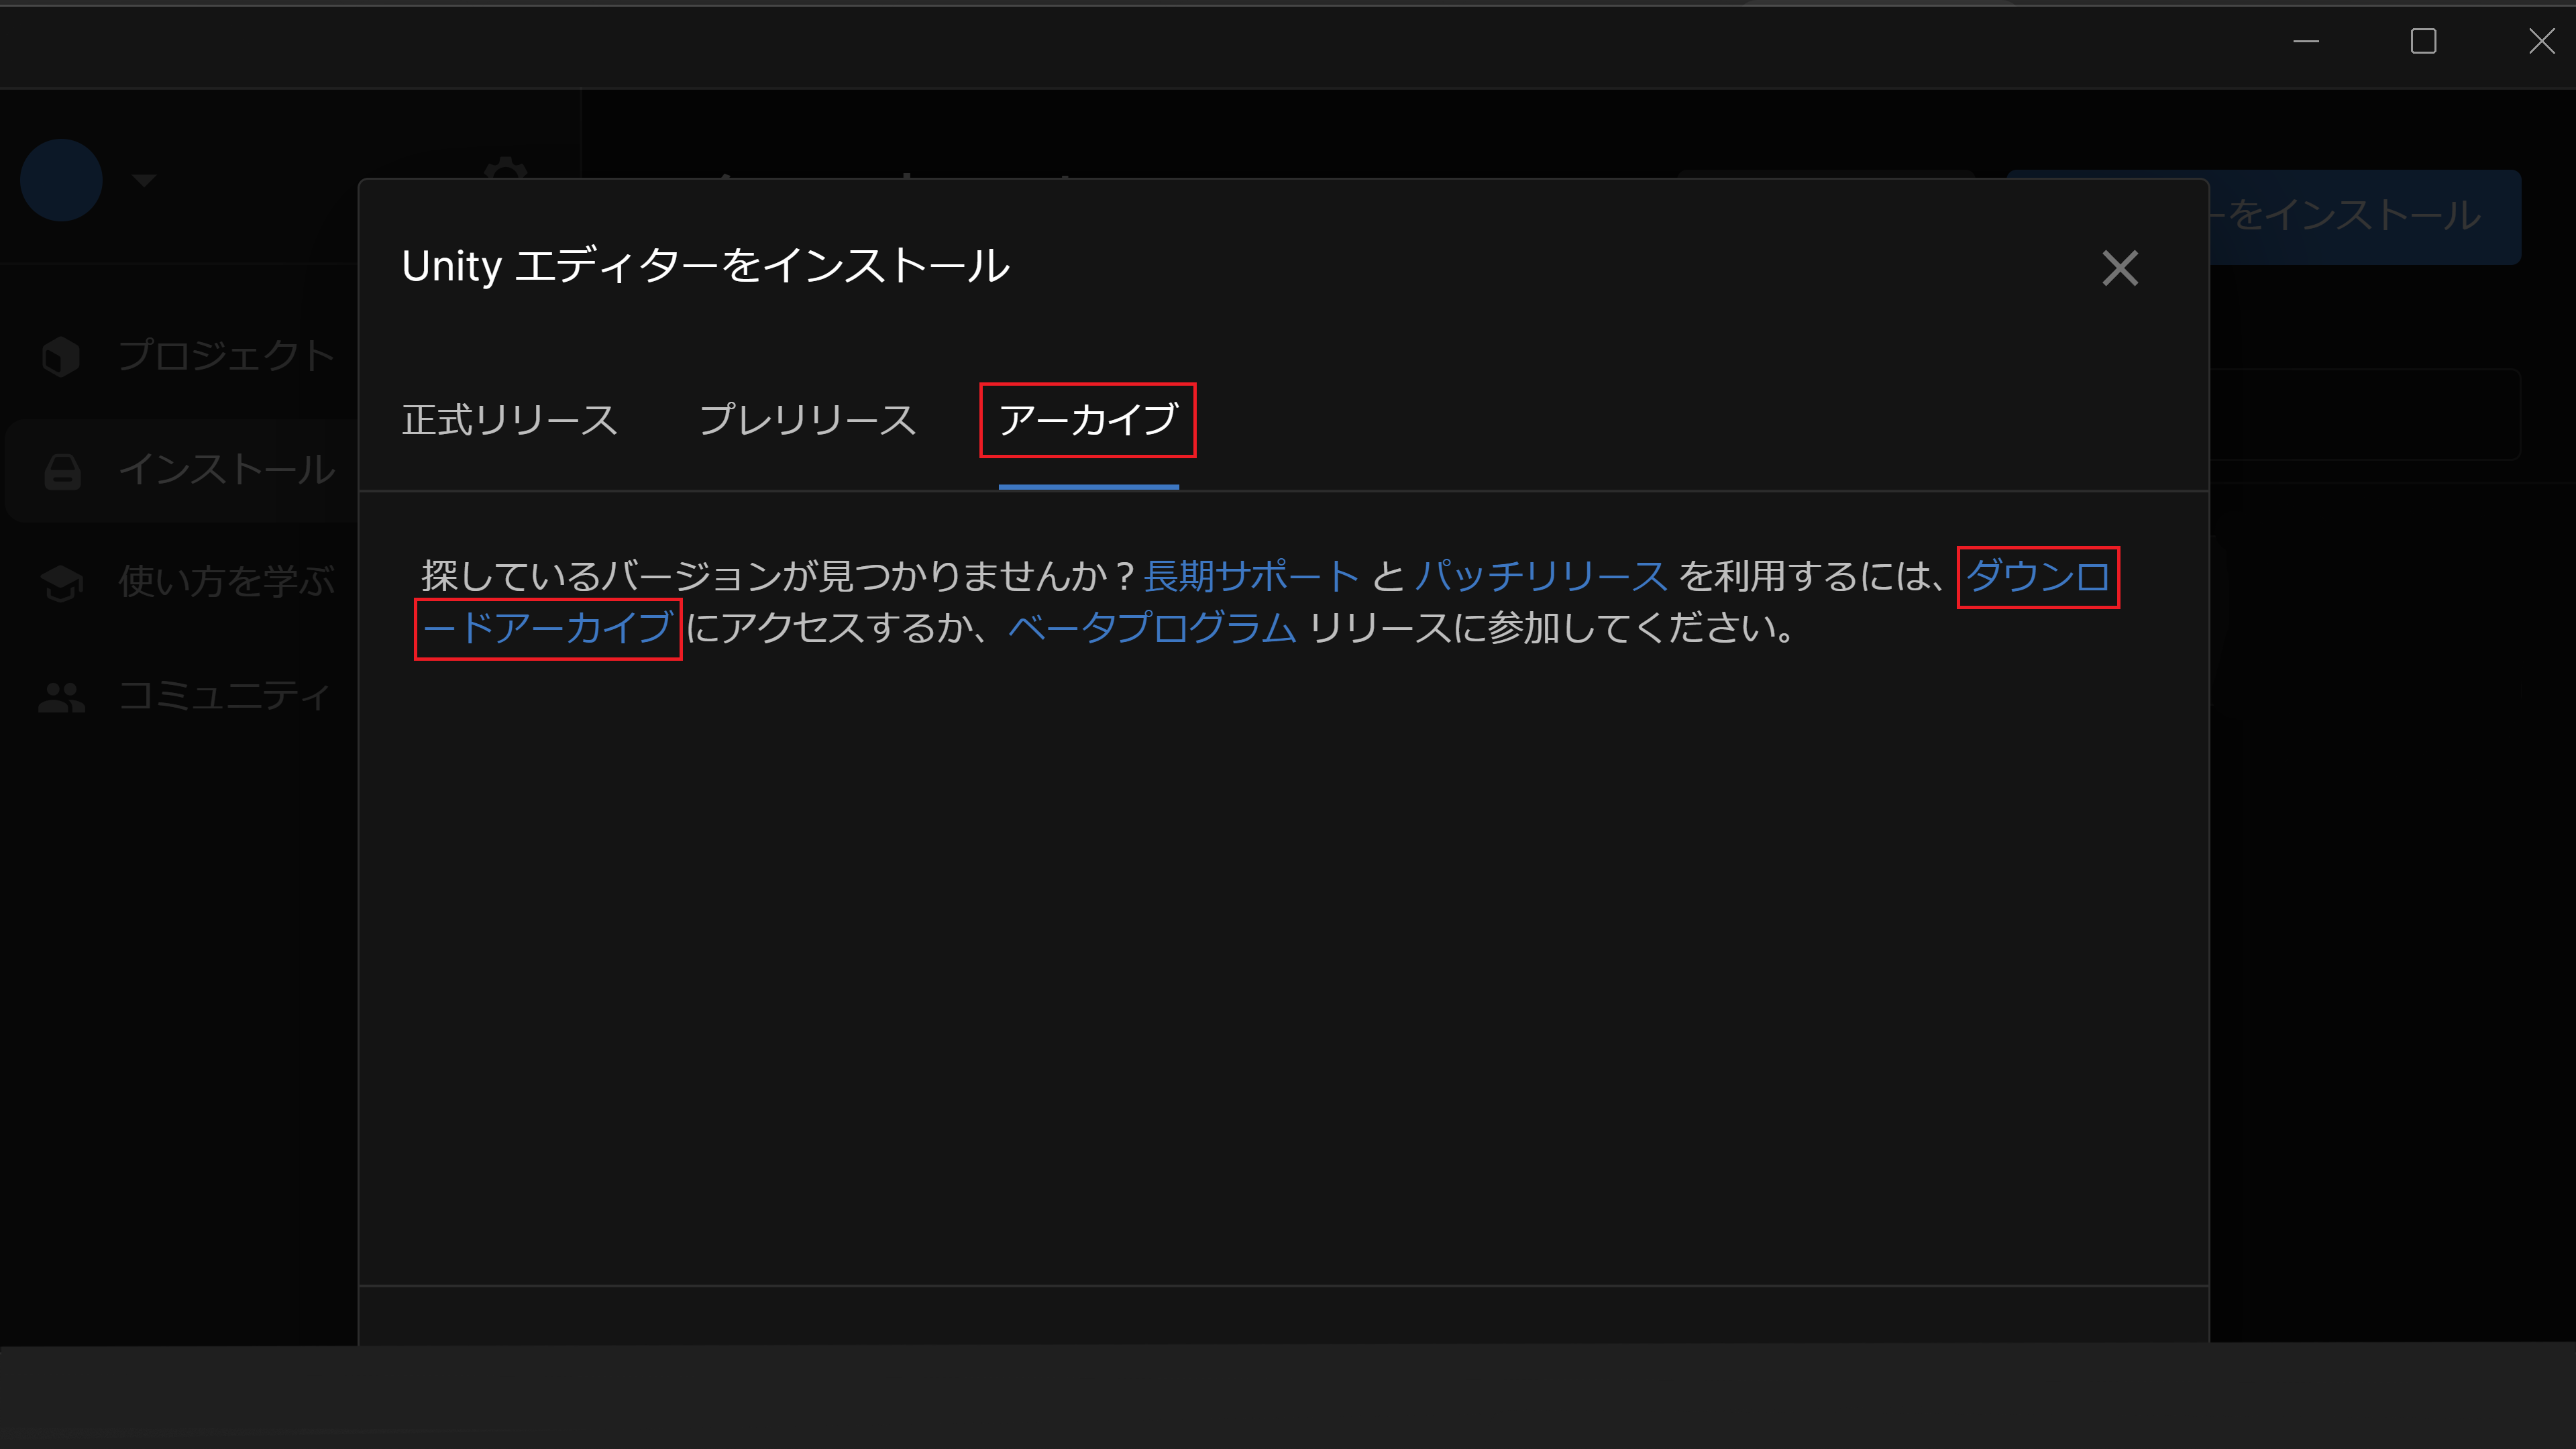 ーをインストール
Unity エディターをインストール
プロジェクト
インストール
使い方を学ぶ
コミュニティ
正式リリース
プレリリース
アーカイブ
探しているバージョンが見つかりませんか？長期サポート と パッチリリース を利用するには、ダウンロ
ードアーカイブ にアクセスするか、ベータプログラム リリースに参加してください。